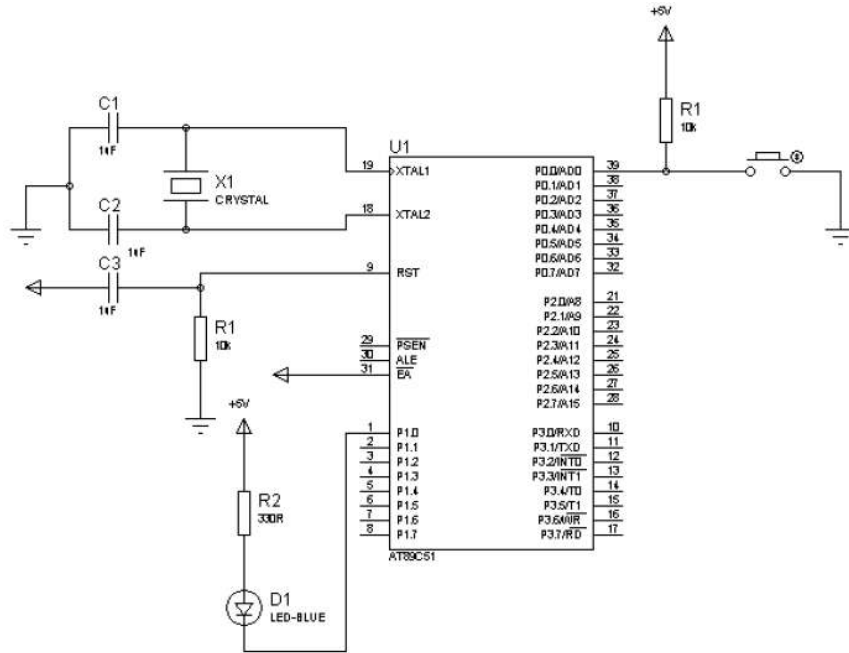 +5V
C1
1nF
X1
CRYSTAL
C2
1nF
C3
1nF
R1
10k
+5V
R2
330R
D1
LED-BLUE
R1
10k
+5V
U1
19 XTAL1
18 XTAL2
9 RST
29 PSEN
30 ALE
31 EA
1 P1.0
2 P1.1
3 P1.2
4 P1.3
5 P1.4
6 P1.5
7 P1.6
8 P1.7
P0.0/AD0 39
P0.1/AD1 38
P0.2/AD2 37
P0.3/AD3 36
P0.4/AD4 35
P0.5/AD5 34
P0.6/AD6 33
P0.7/AD7 32
P2.0/A8 21
P2.1/A9 22
P2.2/A10 23
P2.3/A11 24
P2.4/A12 25
P2.5/A13 26
P2.6/A14 27
P2.7/A15 28
P3.0/RXD 10
P3.1/TXD 11
P3.2/INT0 12
P3.3/INT1 13
P3.4/T0 14
P3.5/T1 15
P3.6/WR 16
P3.7/RD 17
AT89C51